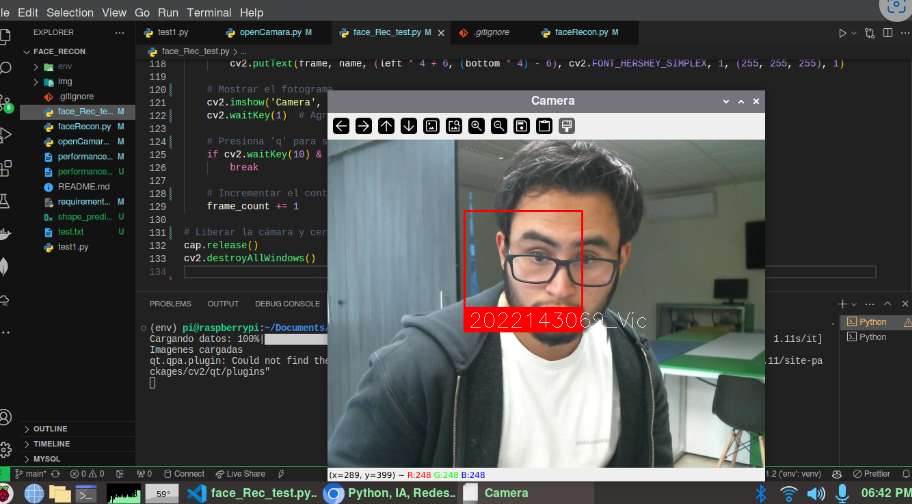 le Edit Selection View Go Run Terminal Help
EXPLORER
FACE_RECON
env
img
.gitignore
face_Rec_te... M
faceRecon.py M
openCamar... M
performance... M
performance... U
README.md
requirement... M
shape_predi... U
test.txt U
test1.py
OUTLINE
TIMELINE
MYSQL
test1.py
openCamara.py M
face_Rec_test.py M
.gitignore
faceRecon.py M
face_Rec_test.py > ...
118 cv2.putText(frame, name, (left * 4 + 6, (bottom * 4) - 6), cv2.FONT_HERSHEY_SIMPLEX, 1, (255, 255, 255), 1)
119
120 # Mostrar el fotograma
121 cv2.imshow('Camera',
122 cv2.waitKey(1) # Agr
123
124 # Presiona 'q' para s
125 if cv2.waitKey(10) &
126 break
127
128 # Incrementar el cont
129 frame_count += 1
130
131 # Liberar la cámara y cer
132 cap.release()
133 cv2.destroyAllWindows()
134
Camera
2022143069_Vic
(x=289, y=399) ~ R:248 G:248 B:248
PROBLEMS OUTPUT DEBUG CONSOLE
(env) pi@raspberrypi:~/Documents/
Cargando datos: 100%| 1.11s/it]
Imagenes cargadas
qt.qpa.plugin: Could not find the 1.11/site-pa
ckages/cv2/qt/plugins"
Python
Python
main* 0 0 0 Connect Live Share 1.2 ('env': venv) Prettier
59° face_Rec_test.py.. Python, IA, Redes.. Camera 06:42 PM